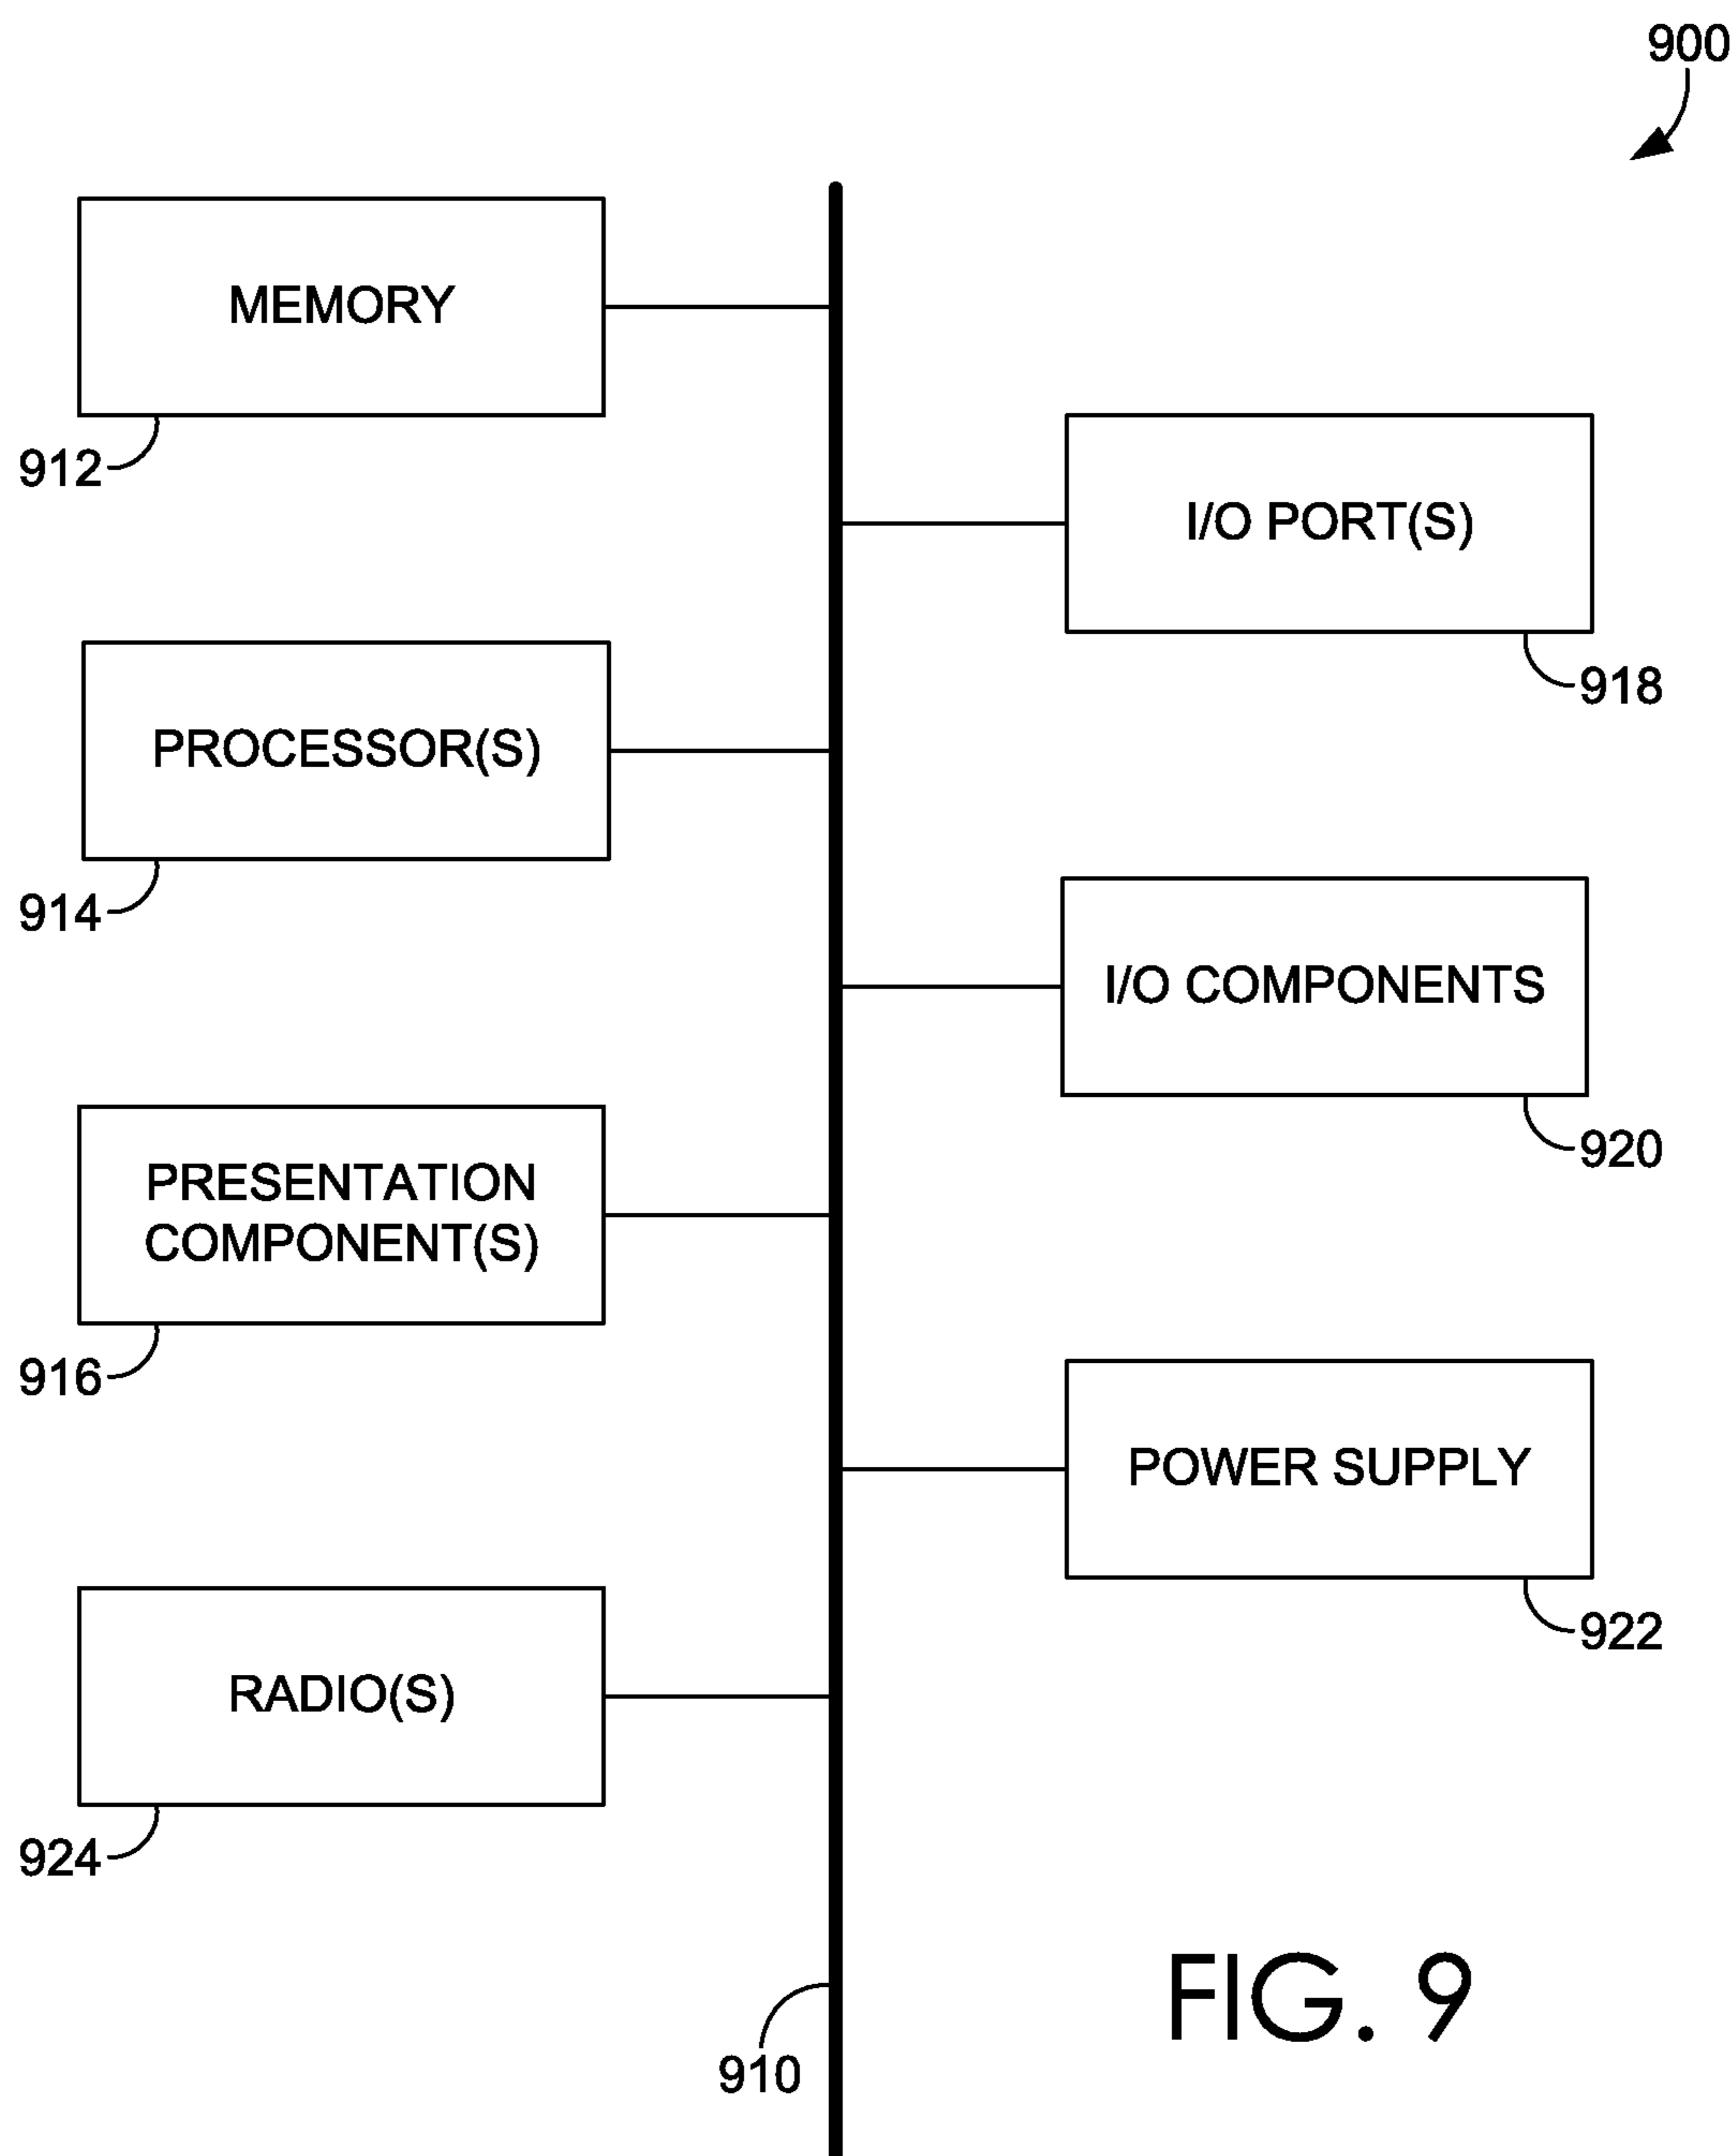 900
MEMORY
912
I/O PORT(S)
918
PROCESSOR(S)
914
I/O COMPONENTS
920
PRESENTATION
COMPONENT(S)
916
POWER SUPPLY
922
RADIO(S)
924
910
FIG. 9